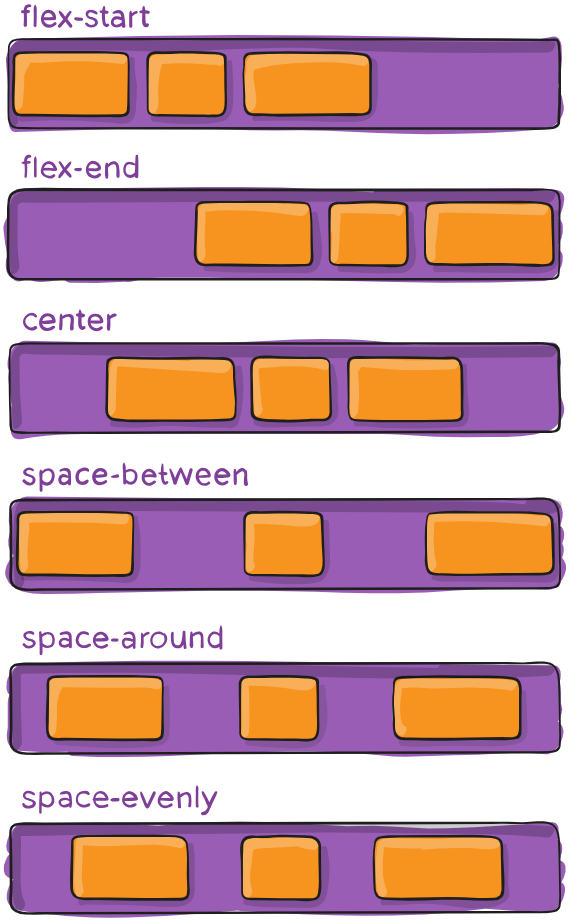 flex-start
flex-end
center
space-between
space-around
space-evenly